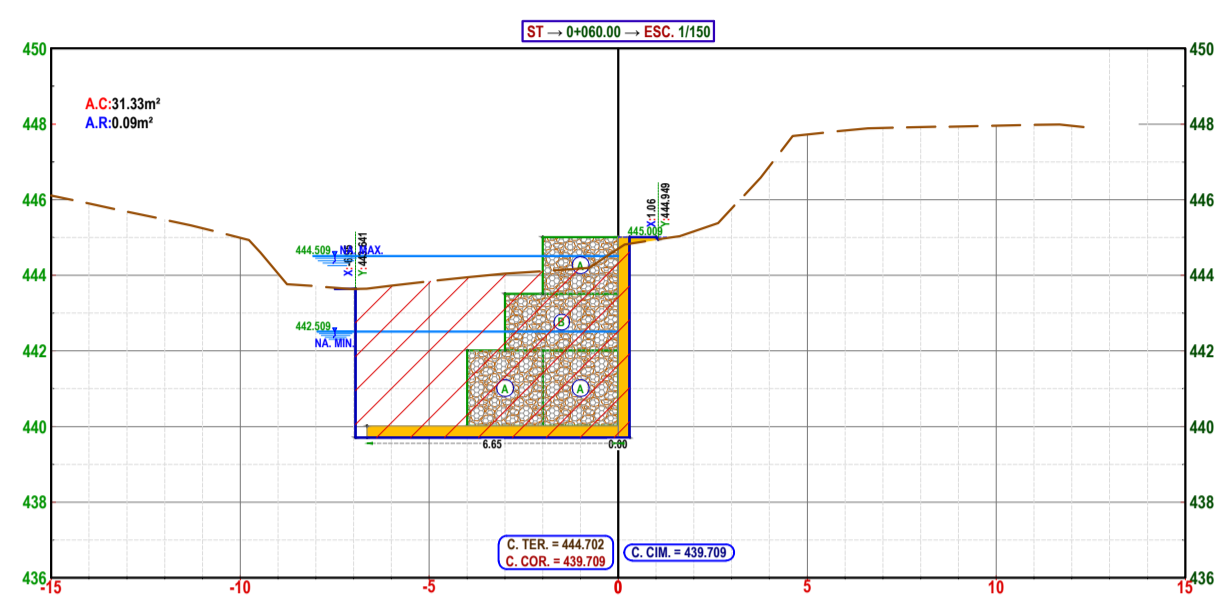 ST → 0+060.00 → ESC. 1/150
450
450
A.C:31.33m²
A.R:0.09m²
448
448
446
446
X:1.06
Y:444.949
445.009
444.509
NA. MAX.
444
444
A
B
442.509
NA. MIN.
442
442
A
A
440
440
6.65
0.00
438
438
C. TER. = 444.702
C. COR. = 439.709
C. CIM. = 439.709
436
436
-15
-10
-5
0
5
10
15